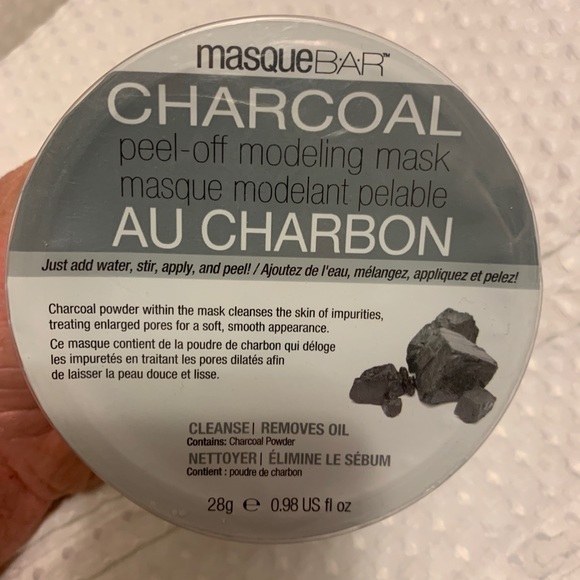 masqueBAR™
CHARCOAL
peel-off modeling mask
masque modelant pelable
AU CHARBON
Just add water, stir, apply, and peel! / Ajoutez de l'eau, mélangez, appliquez et pelez!
Charcoal powder within the mask cleanses the skin of impurities,
treating enlarged pores for a soft, smooth appearance.
Ce masque contient de la poudre de charbon qui déloge
les impuretés en traitant les pores dilatés afin
de laisser la peau douce et lisse.
CLEANSE| REMOVES OIL
Contains: Charcoal Powder
NETTOYER| ÉLIMINE LE SÉBUM
Contient : poudre de charbon
28g ℮ 0.98 US fl oz